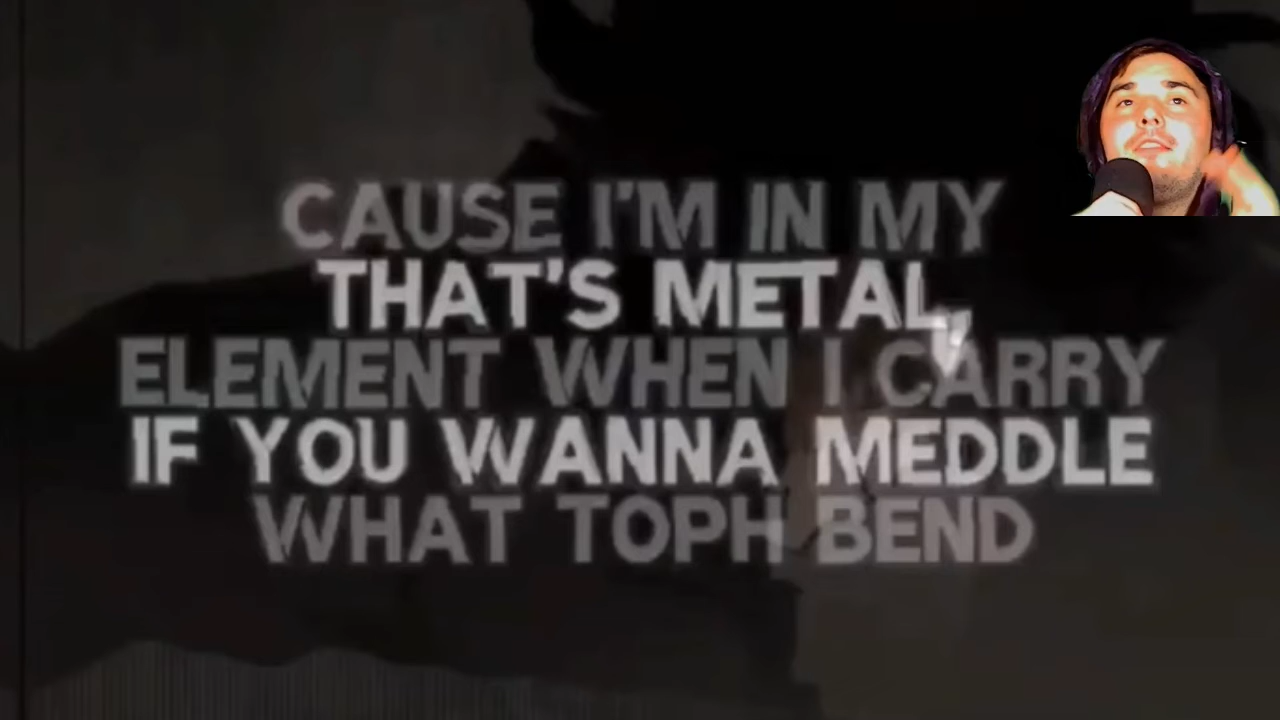 CAUSE I'M IN MY
THAT'S METAL,
ELEMENT WHEN I CARRY
IF YOU WANNA MEDDLE
WHAT TOPH BEND